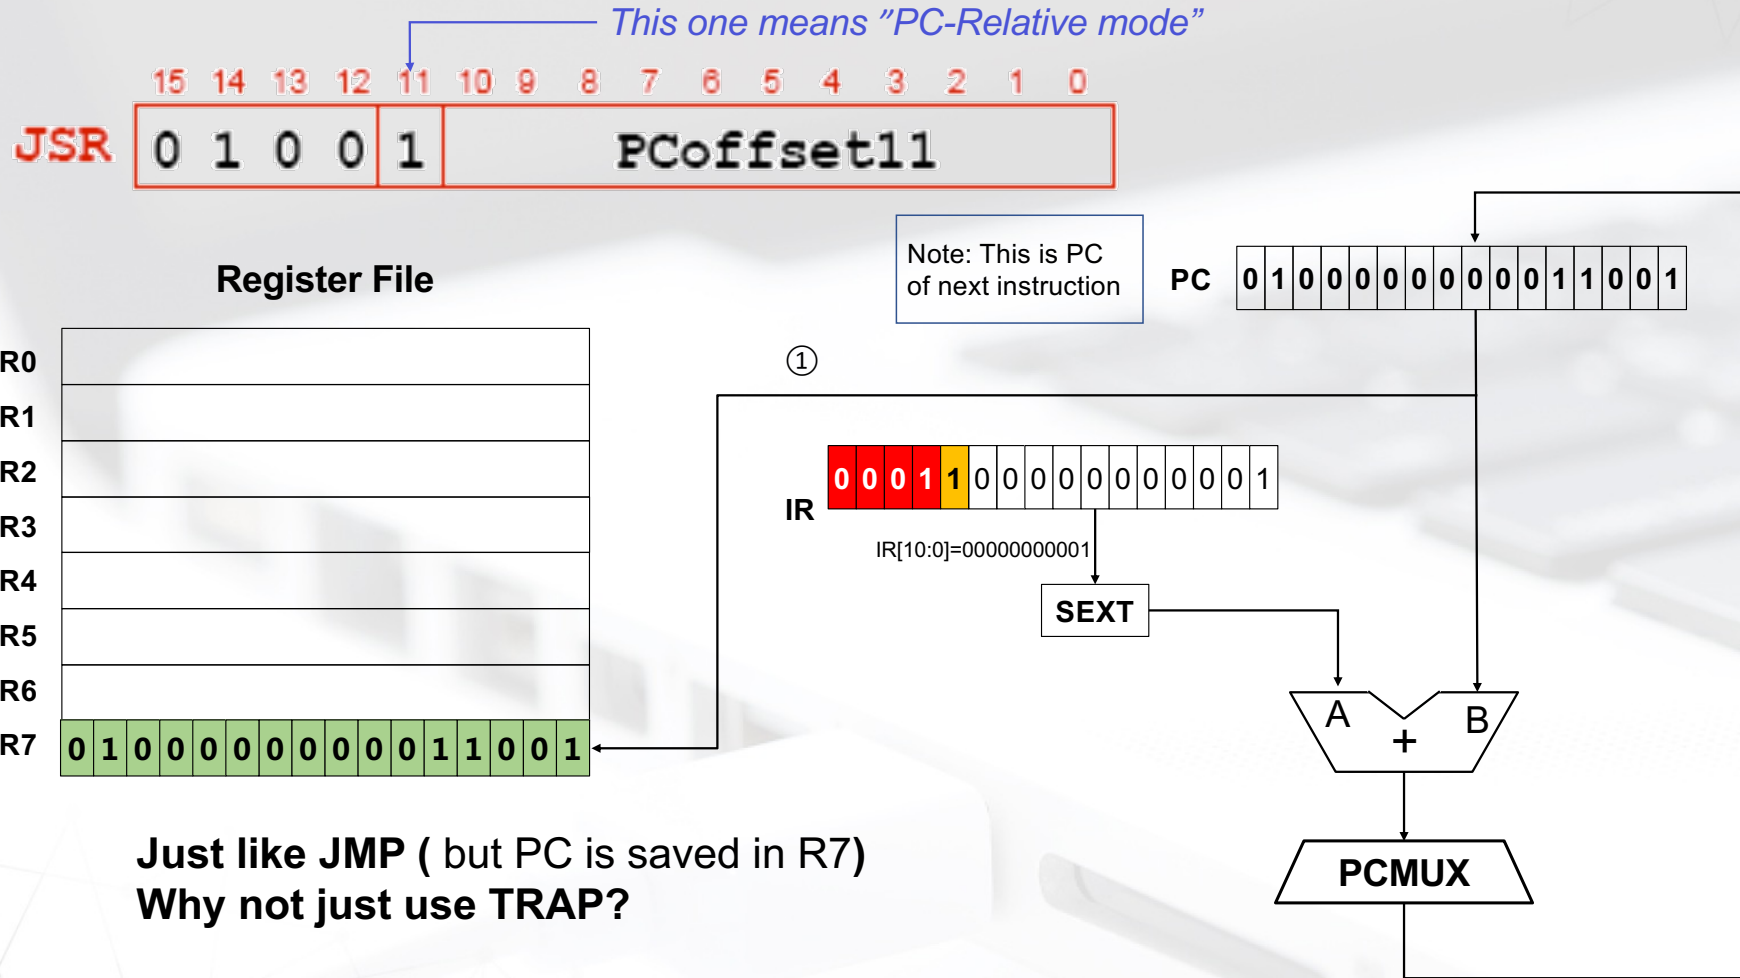 This one means ”PC-Relative mode”
15 14 13 12 11 10 9 8 7 6 5 4 3 2 1 0
JSR 0 1 0 0 1 PCoffset11
Note: This is PC
of next instruction
PC 0 1 0 0 0 0 0 0 0 0 0 1 1 0 0 1
Register File
R0
R1
R2
R3
R4
R5
R6
R7 0 1 0 0 0 0 0 0 0 0 0 1 1 0 0 1
①
IR 0 0 0 1 1 0 0 0 0 0 0 0 0 0 0 1
IR[10:0]=00000000001
SEXT
A B
+
PCMUX
Just like JMP ( but PC is saved in R7)
Why not just use TRAP?